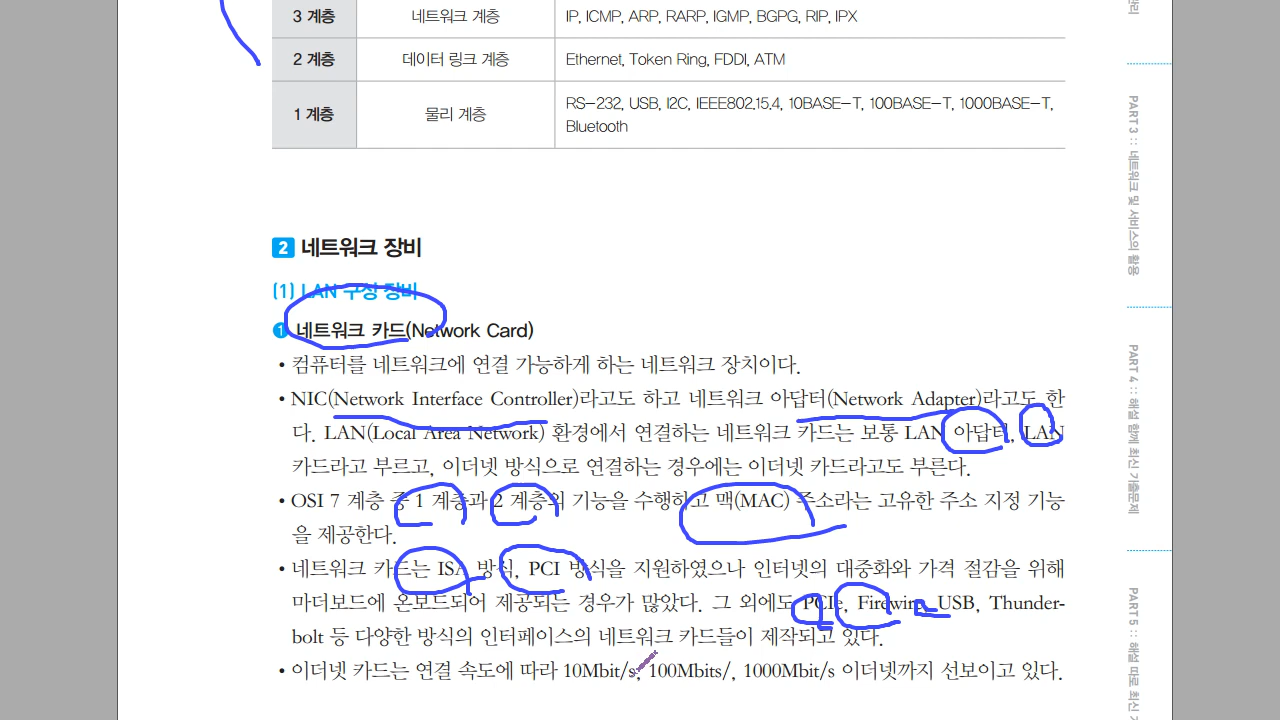 3 계층 네트워크 계층 IP, ICMP, ARP, RARP, IGMP, BGPG, RIP, IPX
2 계층 데이터 링크 계층 Ethernet, Token Ring, FDDI, ATM
1 계층 물리 계층 RS-232, USB, I2C, IEEE802.15.4, 10BASE-T, 100BASE-T, 1000BASE-T,
Bluetooth
2 네트워크 장비
(1) LAN 구성 장비
1 네트워크 카드(Network Card)
• 컴퓨터를 네트워크에 연결 가능하게 하는 네트워크 장치이다.
• NIC(Network Interface Controller)라고도 하고 네트워크 아답터(Network Adapter)라고도 한
다. LAN(Local Area Network) 환경에서 연결하는 네트워크 카드는 보통 LAN 아답터, LAN
카드라고 부르고, 이더넷 방식으로 연결하는 경우에는 이더넷 카드라고도 부른다.
• OSI 7 계층 중 1 계층과 2 계층의 기능을 수행하고 맥(MAC) 주소라는 고유한 주소 지정 기능
을 제공한다.
• 네트워크 카드는 ISA 방식, PCI 방식을 지원하였으나 인터넷의 대중화와 가격 절감을 위해
마더보드에 온보드되어 제공되는 경우가 많았다. 그 외에도 PCIe, Firewire, USB, Thunder-
bolt 등 다양한 방식의 인터페이스의 네트워크 카드들이 제작되고 있다.
• 이더넷 카드는 연결 속도에 따라 10Mbit/s, 100Mbits/, 1000Mbit/s 이더넷까지 선보이고 있다.
PART 3 :: 네트워크 및 서비스의 활용
PART 4 :: 해설 함께 최신 기출문제
PART 5 :: 해설 따로 최신